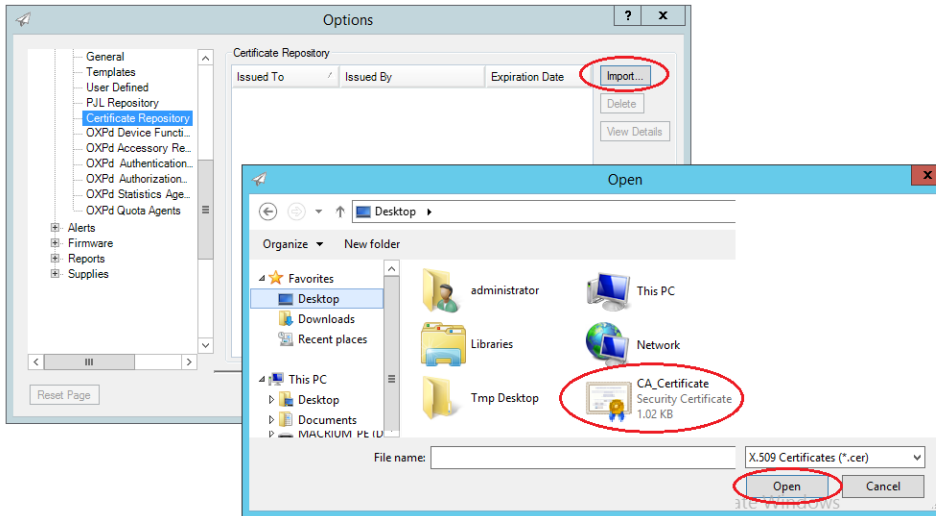 Options
?
x
General
Templates
User Defined
PJL Repository
Certificate Repository
OXPd Device Functi...
OXPd Accessory Re...
OXPd Authentication...
OXPd Authorization...
OXPd Statistics Age...
OXPd Quota Agents
Alerts
Firmware
Reports
Supplies
Reset Page
Certificate Repository
Issued To
Issued By
Expiration Date
Import...
Delete
View Details
Open
x
Desktop
Organize
New folder
Favorites
Desktop
Downloads
Recent places
This PC
Desktop
Documents
MACRIUM PE (D
administrator
This PC
Libraries
Network
Tmp Desktop
CA_Certificate
Security Certificate
1.02 KB
File name:
X.509 Certificates (*.cer)
Open
Cancel
ate Windows